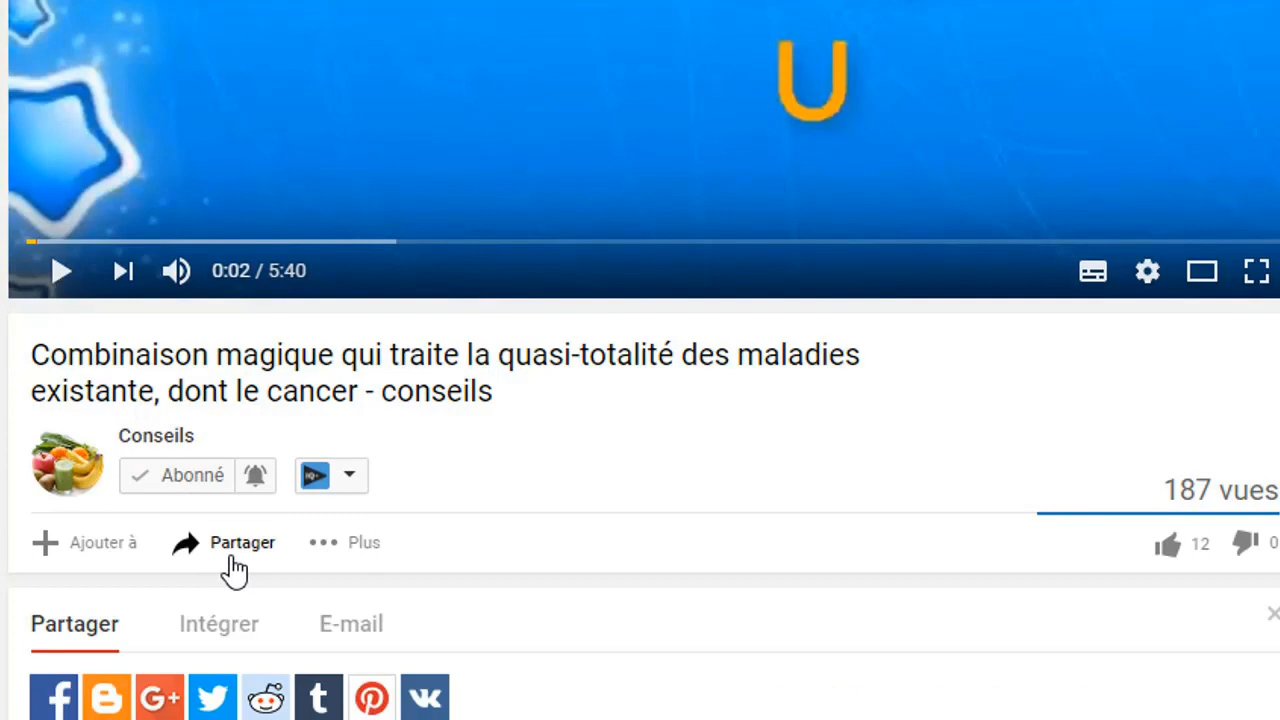 U
0:02 / 5:40
Combinaison magique qui traite la quasi-totalité des maladies
existante, dont le cancer - conseils
Conseils
Abonné
187 vues
Ajouter à
Partager
Plus
12
0
Partager
Intégrer
E-mail
f
G+
t